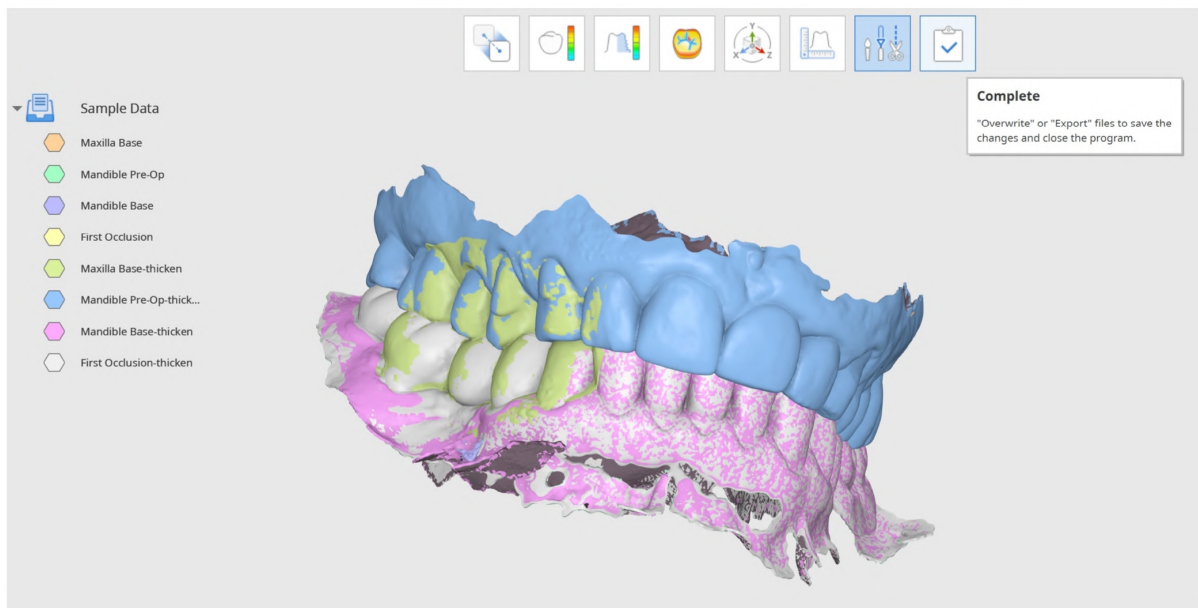 Y
X
Z
Complete
"Overwrite" or "Export" files to save the
changes and close the program.
Sample Data
Maxilla Base
Mandible Pre-Op
Mandible Base
First Occlusion
Maxilla Base-thicken
Mandible Pre-Op-thick...
Mandible Base-thicken
First Occlusion-thicken